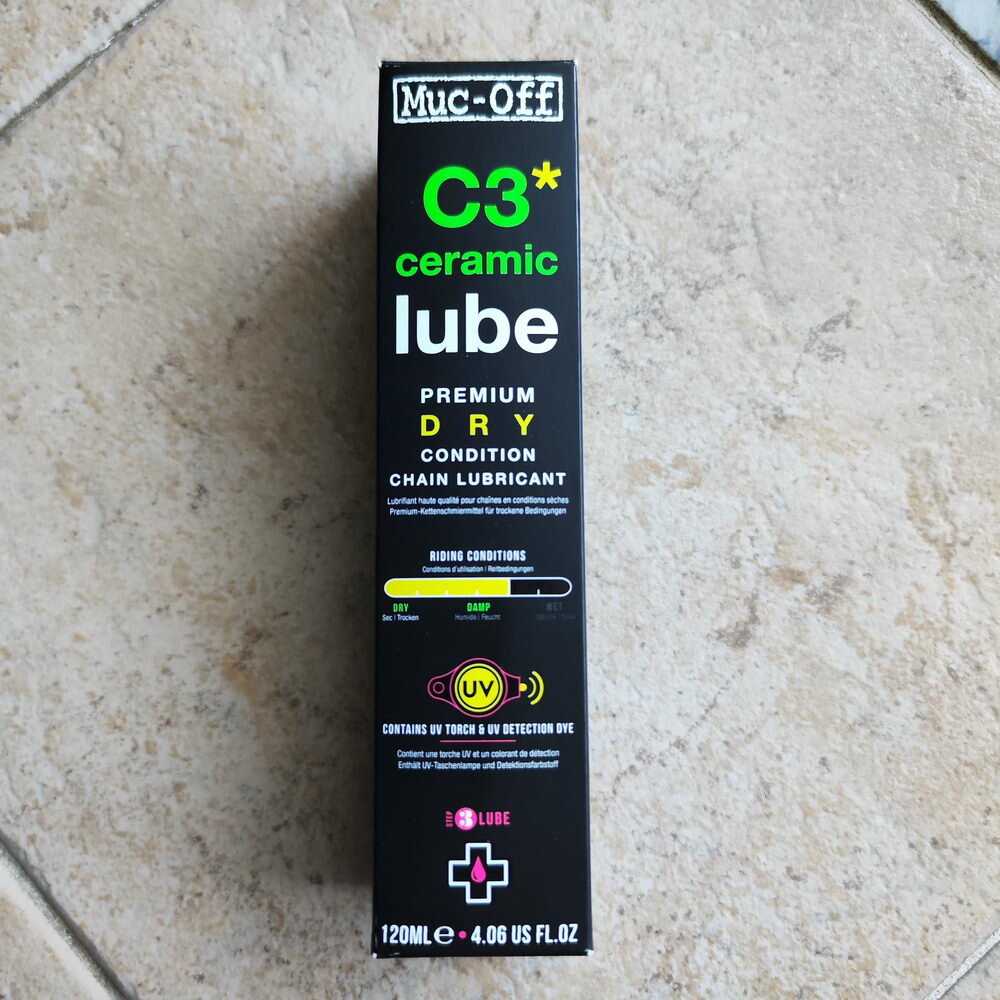 Muc-Off
C3*
ceramic
lube
PREMIUM
DRY
CONDITION
CHAIN LUBRICANT
Lubrifiant haute qualité pour chaînes en conditions sèches
Premium-Kettenschmiermittel für trockene Bedingungen
RIDING CONDITIONS
Conditions d'utilisation | Reitbedingungen
DRY DAMP WET
Sec | Trocken Humide | Feucht
UV
CONTAINS UV TORCH & UV DETECTION DYE
Contient une torche UV et un colorant de détection
Enthält UV-Taschenlampe und Detektionsfarbstoff
STEP 3 LUBE
120ML e • 4.06 US FL.OZ